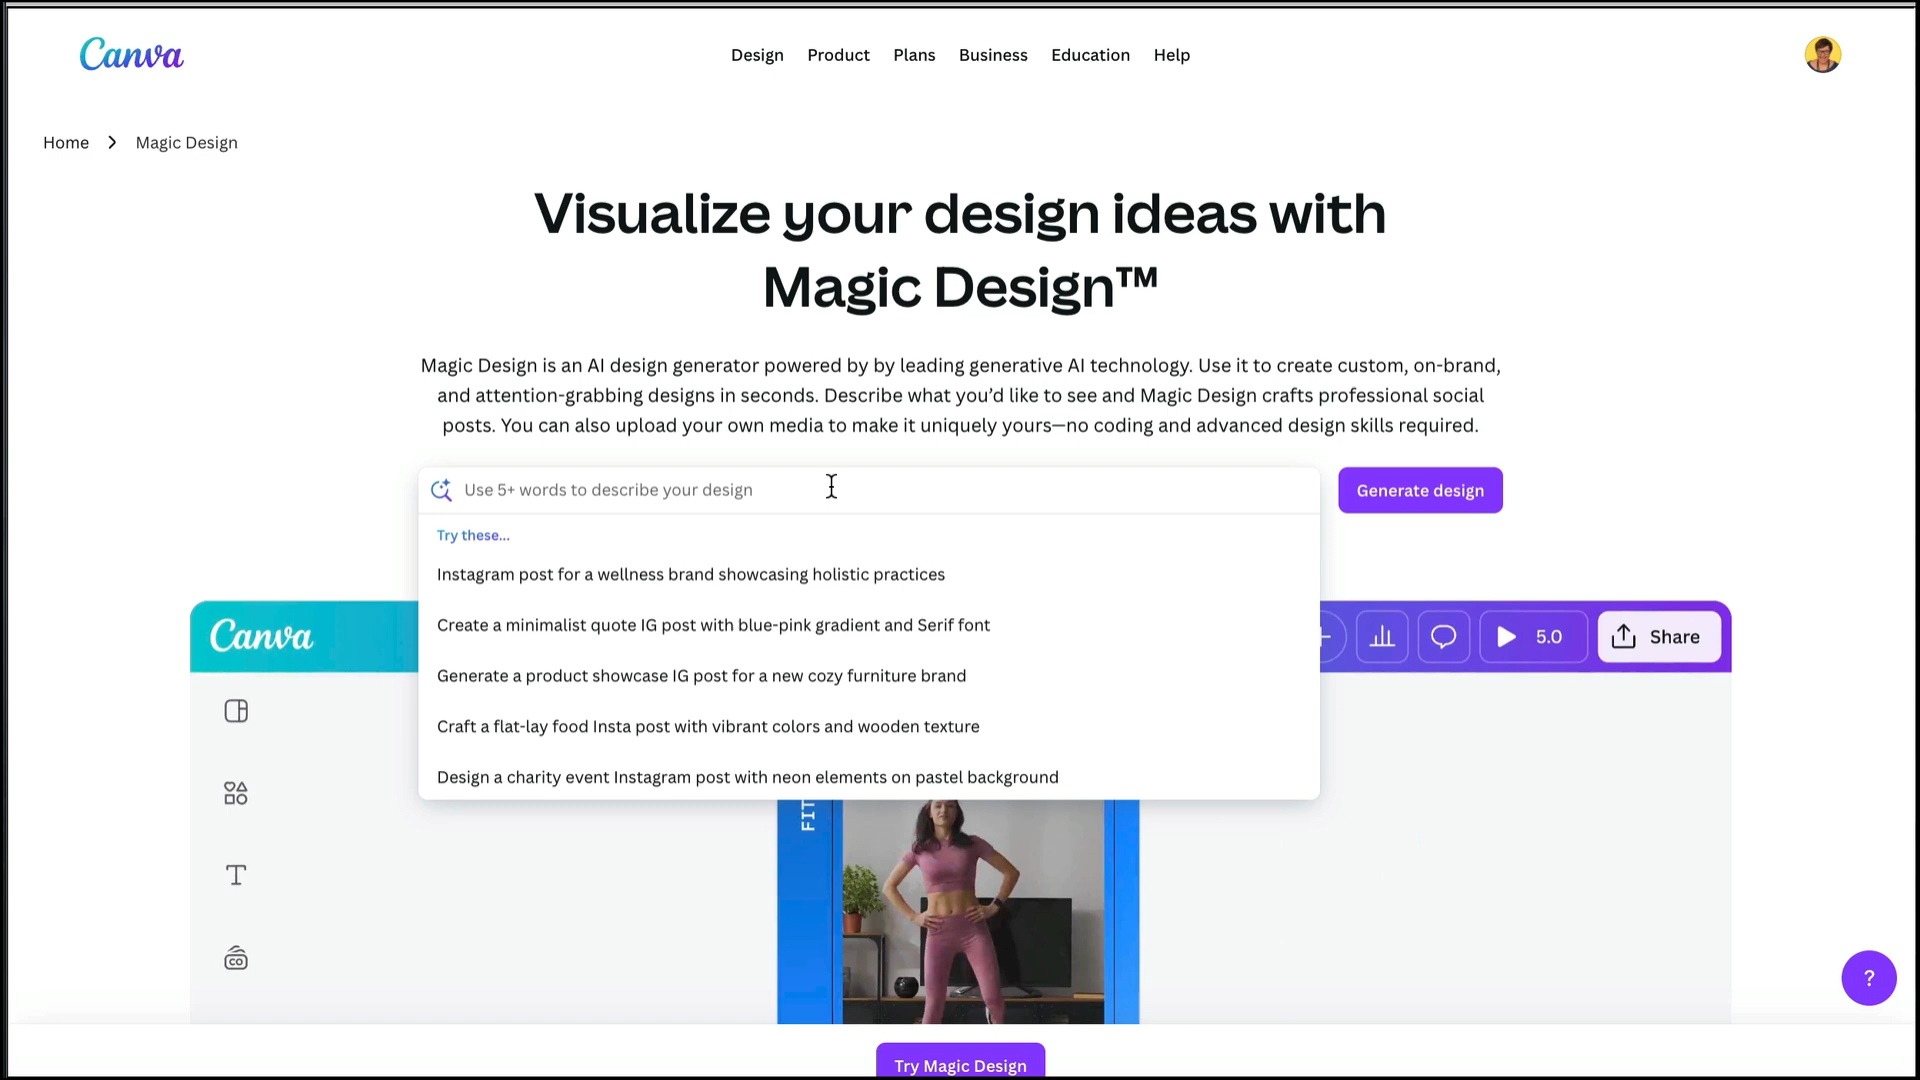 Canva
Design Product Plans Business Education Help
Home Magic Design
Visualize your design ideas with
Magic Design™
Magic Design is an AI design generator powered by by leading generative AI technology. Use it to create custom, on-brand,
and attention-grabbing designs in seconds. Describe what you’d like to see and Magic Design crafts professional social
posts. You can also upload your own media to make it uniquely yours—no coding and advanced design skills required.
Use 5+ words to describe your design
Generate design
Try these...
Instagram post for a wellness brand showcasing holistic practices
Create a minimalist quote IG post with blue-pink gradient and Serif font
Generate a product showcase IG post for a new cozy furniture brand
Craft a flat-lay food Insta post with vibrant colors and wooden texture
Design a charity event Instagram post with neon elements on pastel background
Canva
5.0
Share
T
CO
FIT
?
Try Magic Design